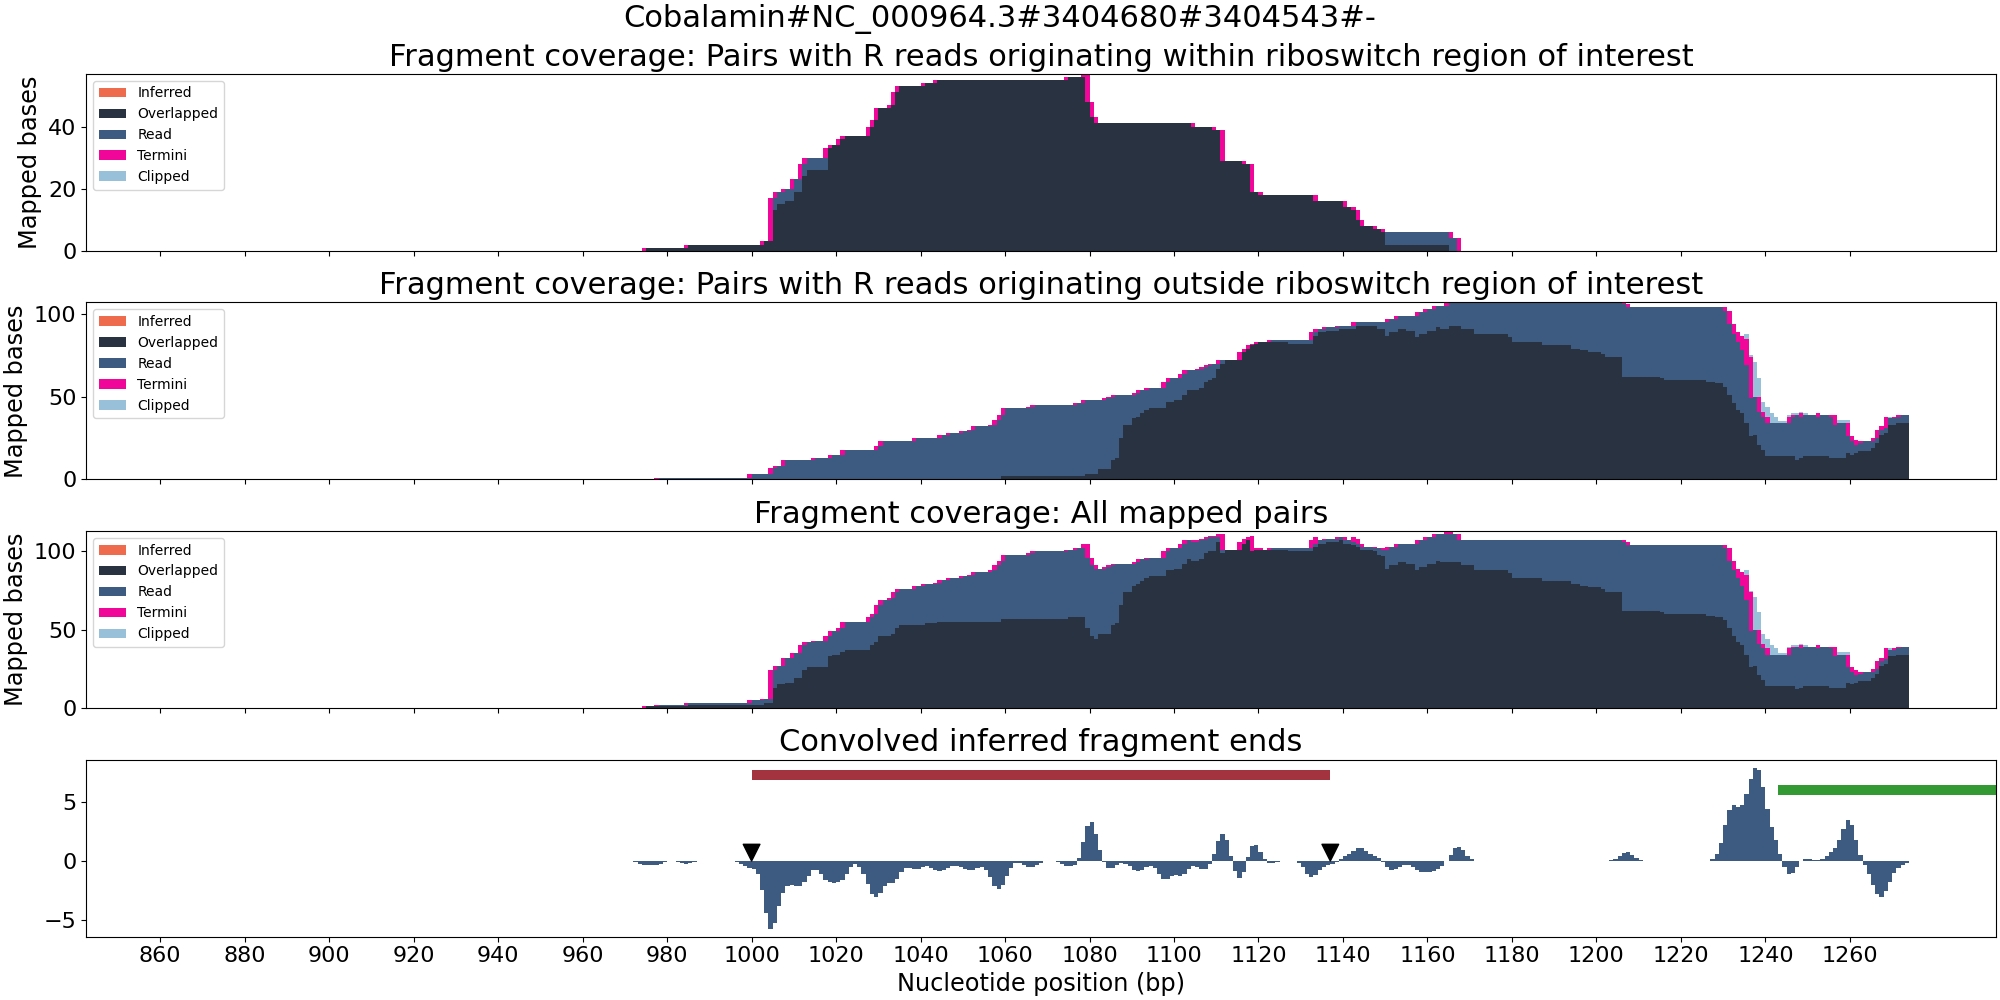 Cobalamin#NC_000964.3#3404680#3404543#-
Fragment coverage: Pairs with R reads originating within riboswitch region of interest
Mapped bases
40
20
0
Inferred
Overlapped
Read
Termini
Clipped
Fragment coverage: Pairs with R reads originating outside riboswitch region of interest
Mapped bases
100
50
0
Inferred
Overlapped
Read
Termini
Clipped
Fragment coverage: All mapped pairs
Mapped bases
100
50
0
Inferred
Overlapped
Read
Termini
Clipped
Convolved inferred fragment ends
5
0
−5
860 880 900 920 940 960 980 1000 1020 1040 1060 1080 1100 1120 1140 1160 1180 1200 1220 1240 1260
Nucleotide position (bp)